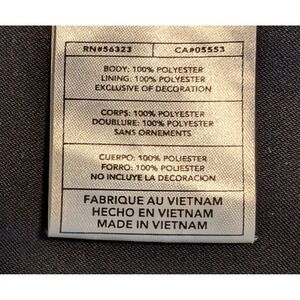 RN#56323 CA#05553
BODY: 100% POLYESTER
LINING: 100% POLYESTER
EXCLUSIVE OF DECORATION
CORPS: 100% POLYESTER
DOUBLURE: 100% POLYESTER
SANS ORNEMENTS
CUERPO: 100% POLIESTER
FORRO: 100% POLIESTER
NO INCLUYE LA DECORACION
FABRIQUE AU VIETNAM
HECHO EN VIETNAM
MADE IN VIETNAM